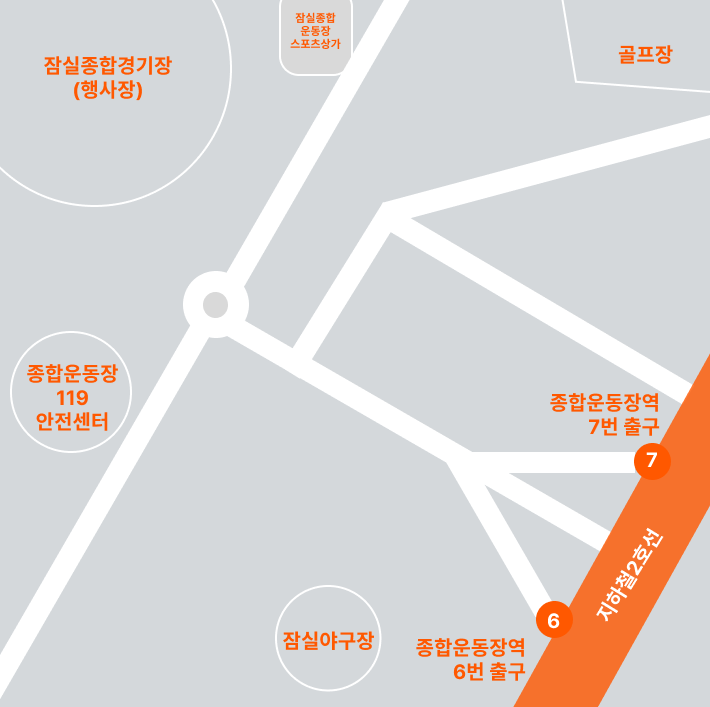 잠실종합
운동장
스포츠상가
잠실종합경기장
(행사장)
골프장
종합운동장
119
안전센터
종합운동장역
7번 출구
7
지하철2호선
6
종합운동장역
6번 출구
잠실야구장